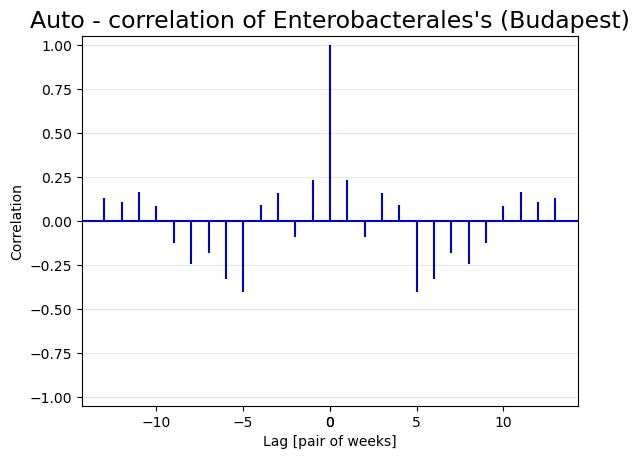 Auto - correlation of Enterobacterales's (Budapest)
1.00
0.75
0.50
0.25
0.00
−0.25
−0.50
−0.75
−1.00
Correlation
−10 −5 0 5 10
Lag [pair of weeks]